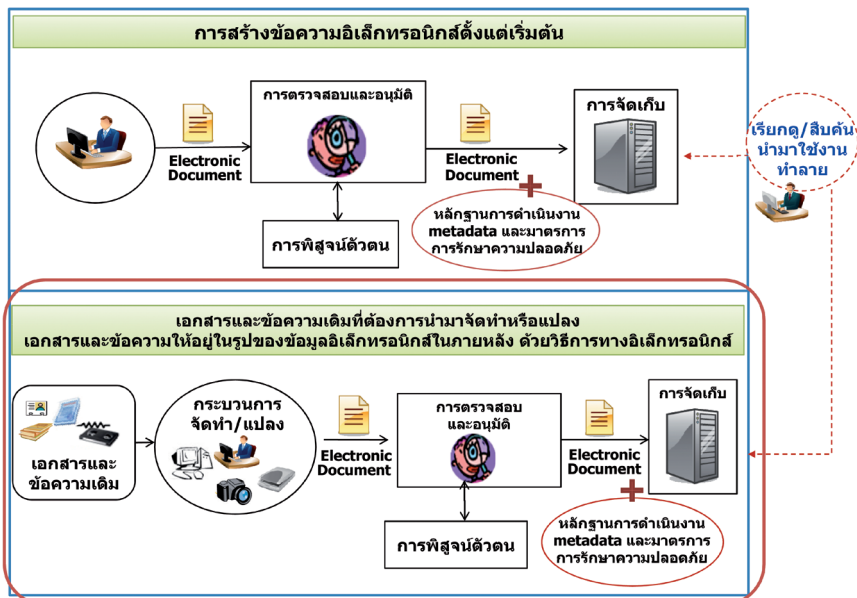 การสร้างข้อความอิเล็กทรอนิกส์ตั้งแต่เริ่มต้น
การตรวจสอบและอนุมัติ
Electronic
Document
Electronic
Document
การจัดเก็บ
การพิสูจน์ตัวตน
หลักฐานการดำเนินงาน
metadata และมาตรการ
การรักษาความปลอดภัย
เรียกดู/สืบค้น
นำมาใช้งาน
ทำลาย
เอกสารและข้อความเดิมที่ต้องการนำมาจัดทำหรือแปลง
เอกสารและข้อความให้อยู่ในรูปของข้อมูลอิเล็กทรอนิกส์ในภายหลัง ด้วยวิธีการทางอิเล็กทรอนิกส์
เอกสารและ
ข้อความเดิม
กระบวนการ
จัดทำ/แปลง
Electronic
Document
การตรวจสอบ
และอนุมัติ
Electronic
Document
การจัดเก็บ
การพิสูจน์ตัวตน
หลักฐานการดำเนินงาน
metadata และมาตรการ
การรักษาความปลอดภัย